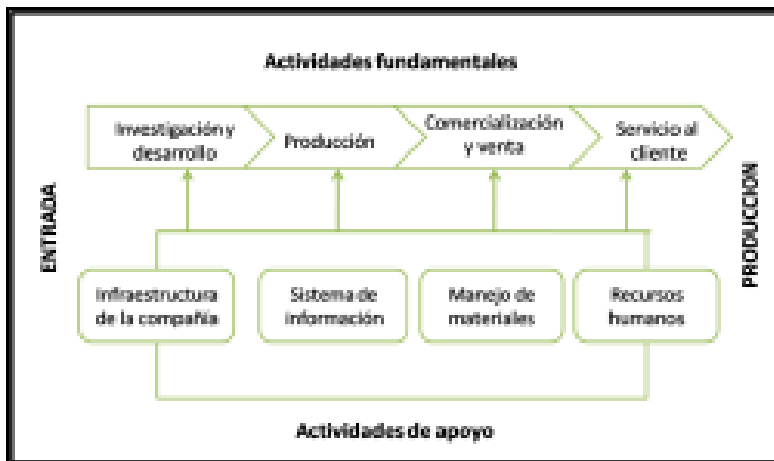 Actividades fundamentales
Investigación y
desarrollo
Producción
Comercialización
y venta
Servicio al
cliente
ENTRADA
PRODUCCION
Infraestructura
de la compañía
Sistema de
información
Manejo de
materiales
Recursos
humanos
Actividades de apoyo